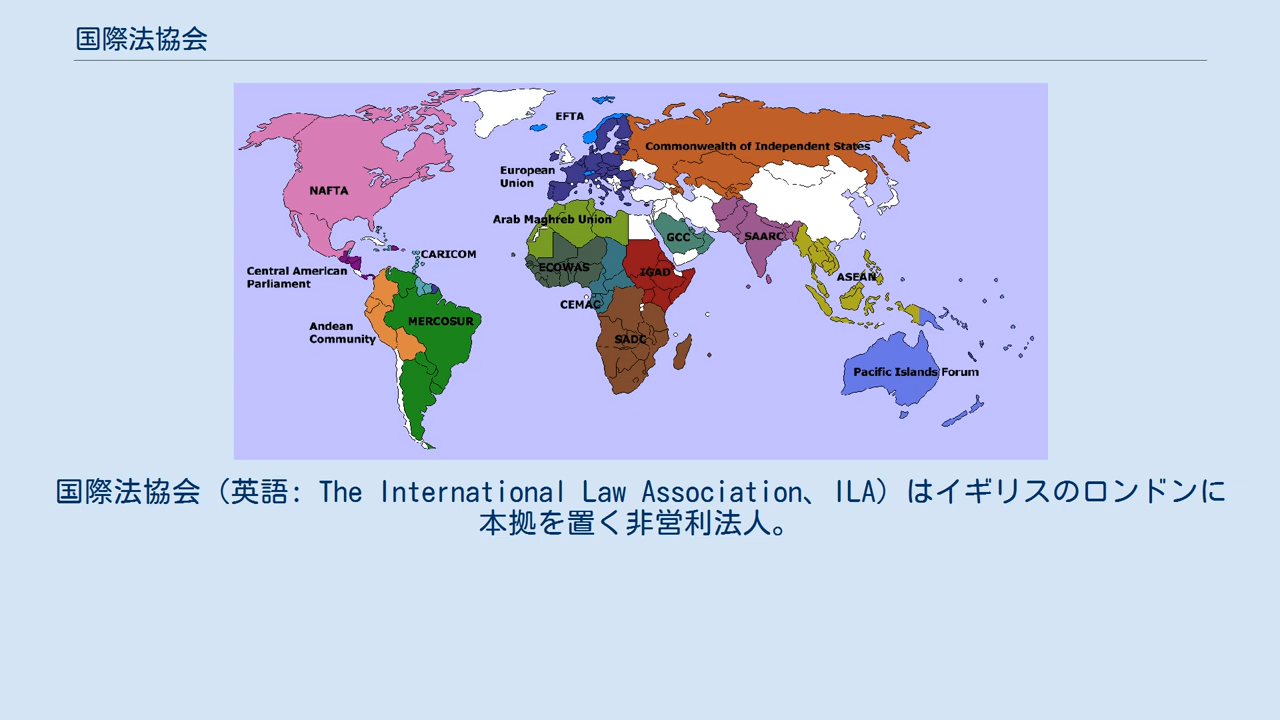 国際法協会
EFTA
Commonwealth of Independent States
European
Union
NAFTA
Arab Maghreb Union
GCC
SAARC
CARICOM
ECOWAS
IGAD
Central American
Parliament
ASEAN
CEMAC
MERCOSUR
Andean
Community
SADC
Pacific Islands Forum
国際法協会（英語: The International Law Association、ILA）はイギリスのロンドンに
本拠を置く非営利法人。